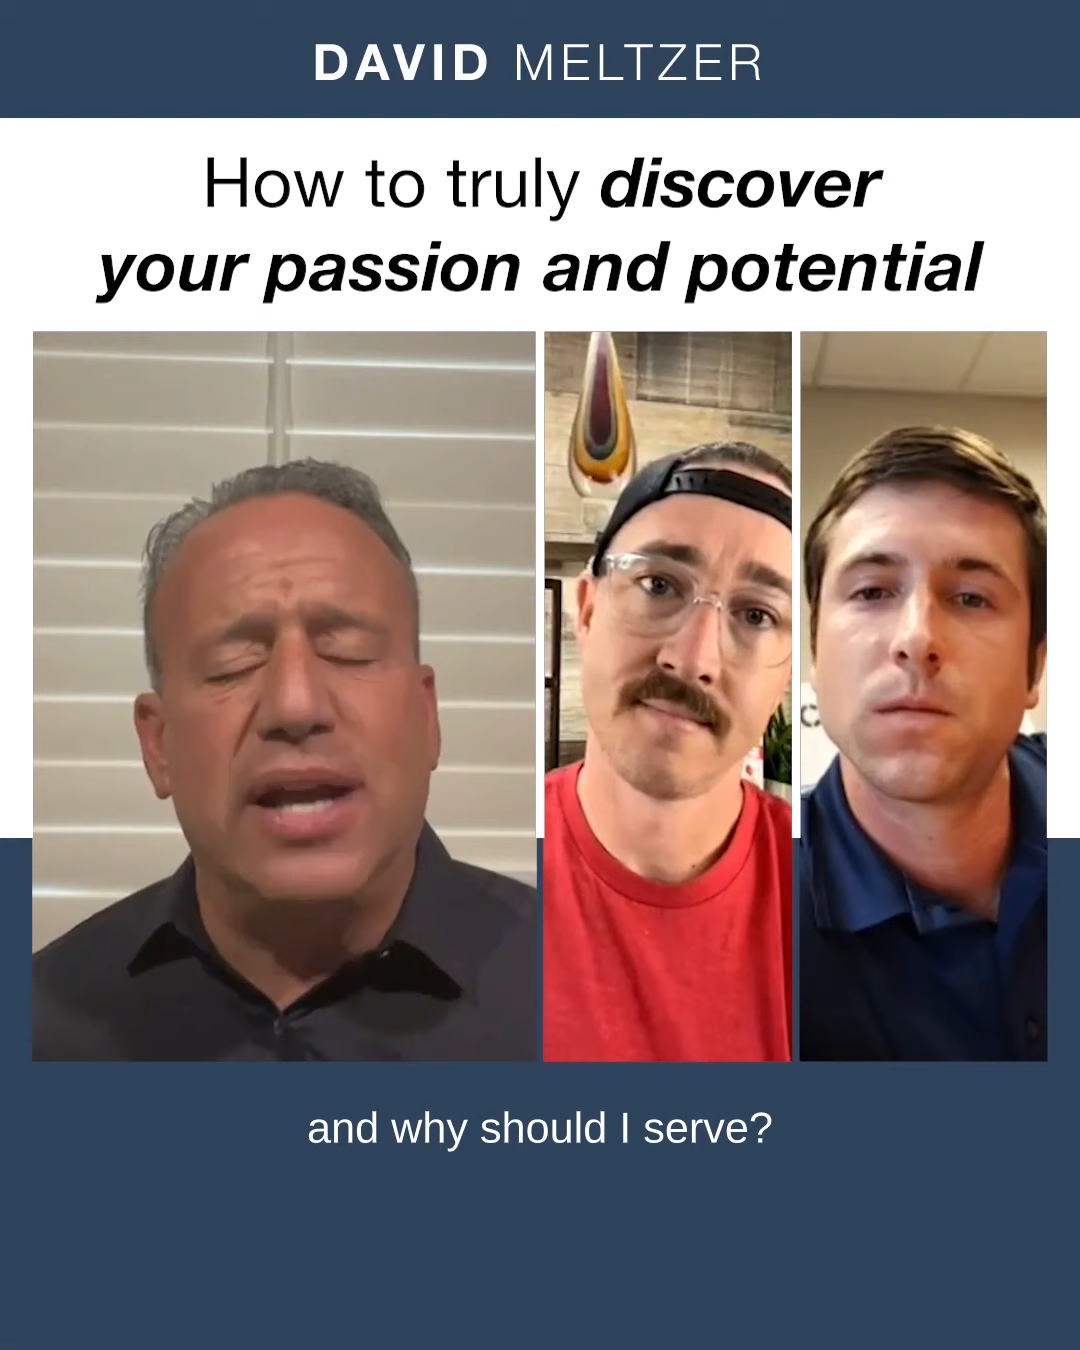 DAVID MELTZER
How to truly discover
your passion and potential
and why should I serve?